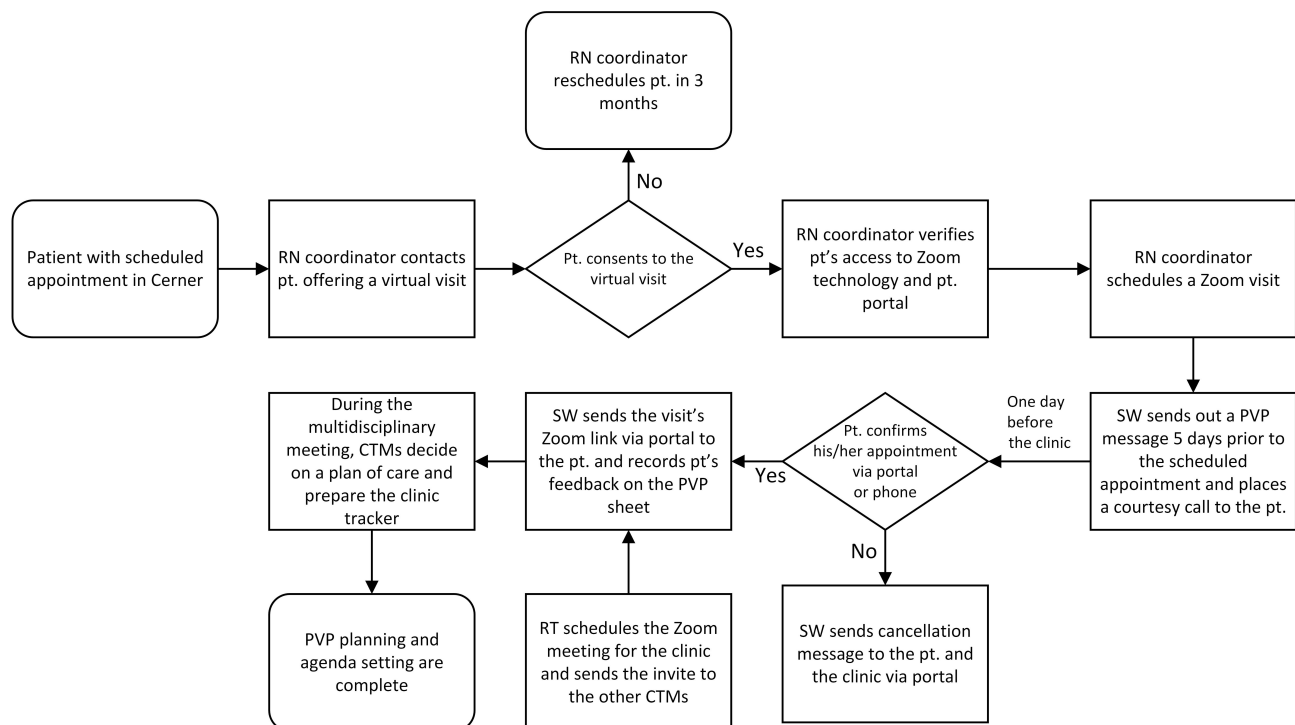 RN coordinator
reschedules pt. in 3
months
No
Patient with scheduled
appointment in Cerner
RN coordinator contacts
pt. offering a virtual visit
Pt. consents to the
virtual visit
Yes
RN coordinator verifies
pt’s access to Zoom
technology and pt.
portal
RN coordinator
schedules a Zoom visit
SW sends out a PVP
message 5 days prior to
the scheduled
appointment and places
a courtesy call to the pt.
One day
before
the clinic
Pt. confirms
his/her appointment
via portal
or phone
Yes
No
SW sends the visit’s
Zoom link via portal to
the pt. and records pt’s
feedback on the PVP
sheet
During the
multidisciplinary
meeting, CTMs decide
on a plan of care and
prepare the clinic
tracker
PVP planning and
agenda setting are
complete
RT schedules the Zoom
meeting for the clinic
and sends the invite to
the other CTMs
SW sends cancellation
message to the pt. and
the clinic via portal